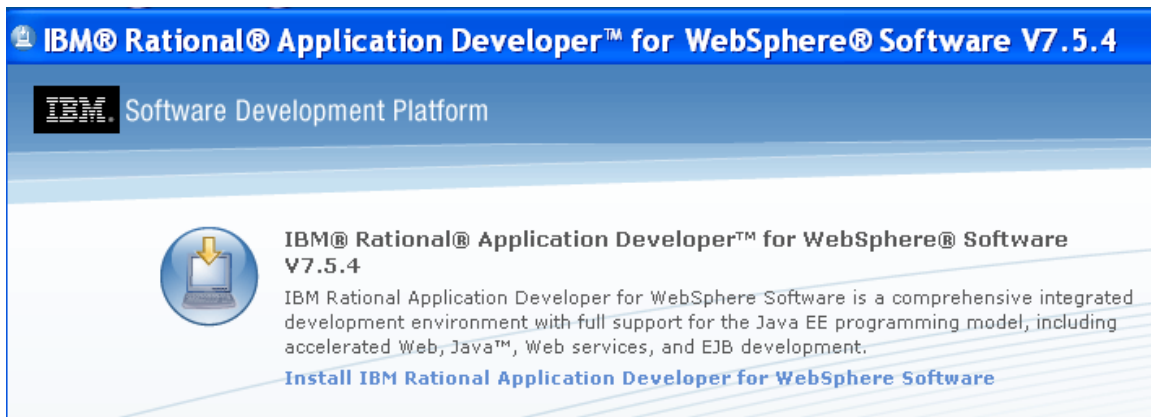 IBM® Rational® Application Developer™ for WebSphere® Software V7.5.4
IBM. Software Development Platform
IBM® Rational® Application Developer™ for WebSphere® Software
V7.5.4
IBM Rational Application Developer for WebSphere Software is a comprehensive integrated
development environment with full support for the Java EE programming model, including
accelerated Web, Java™, Web services, and EJB development.
Install IBM Rational Application Developer for WebSphere Software